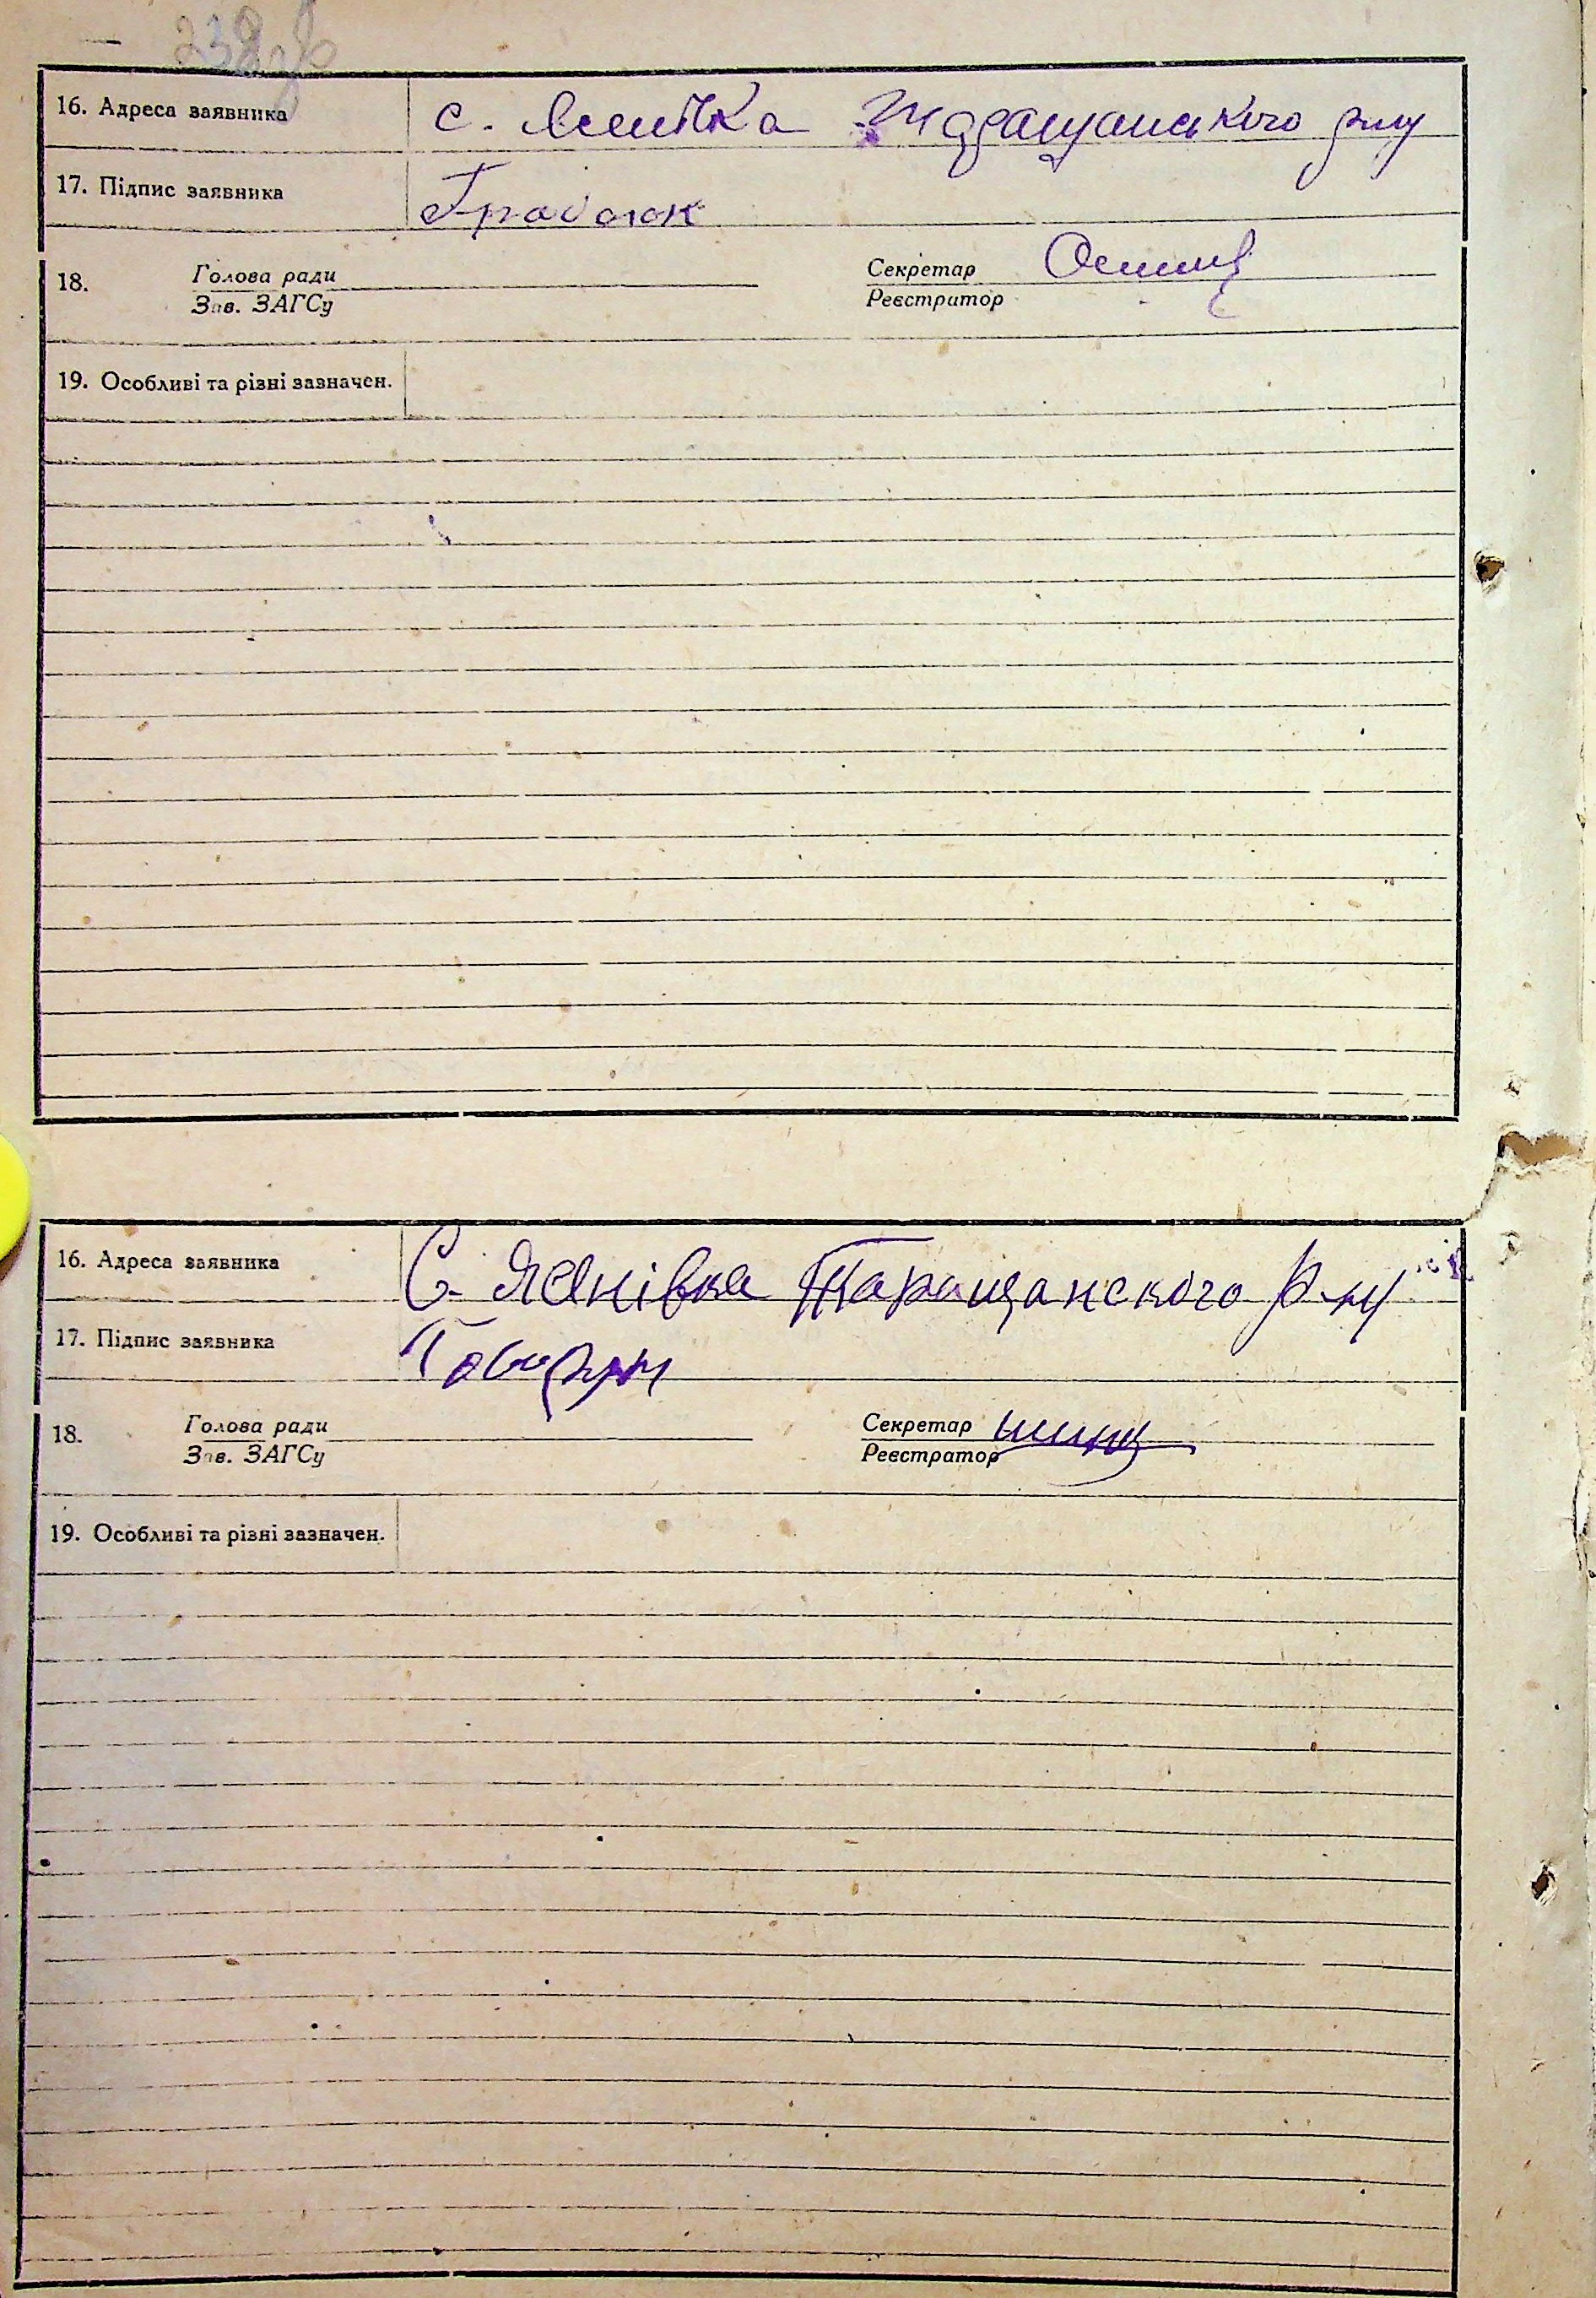 16. Адреса заявника с. Таращанського р-ну
17. Підпис заявника
18. Голова ради Секретар
Зав. ЗАГСу Реєстратор
19. Особливі та різні зазначен.
16. Адреса заявника С. Яснівка Таращанского р-ну
17. Підпис заявника
18. Голова ради Секретар
Зав. ЗАГСу Реєстратор
19. Особливі та різні зазначен.